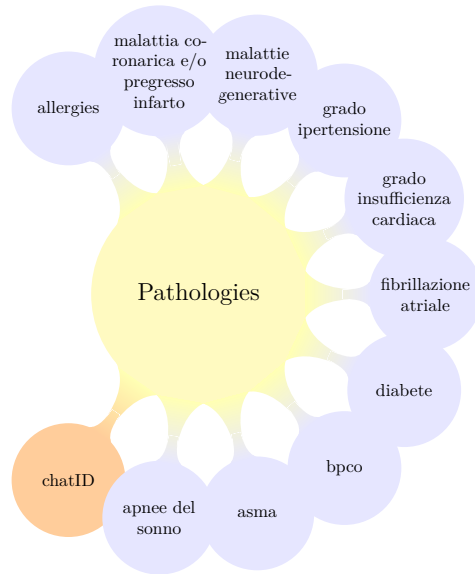 malattia co-
ronarica e/o
pregresso
infarto
malattie
neurode-
generative
allergies
grado
ipertensione
grado
insufficienza
cardiaca
fibrillazione
atriale
Pathologies
diabete
bpco
chatID
apnee del
sonno
asma